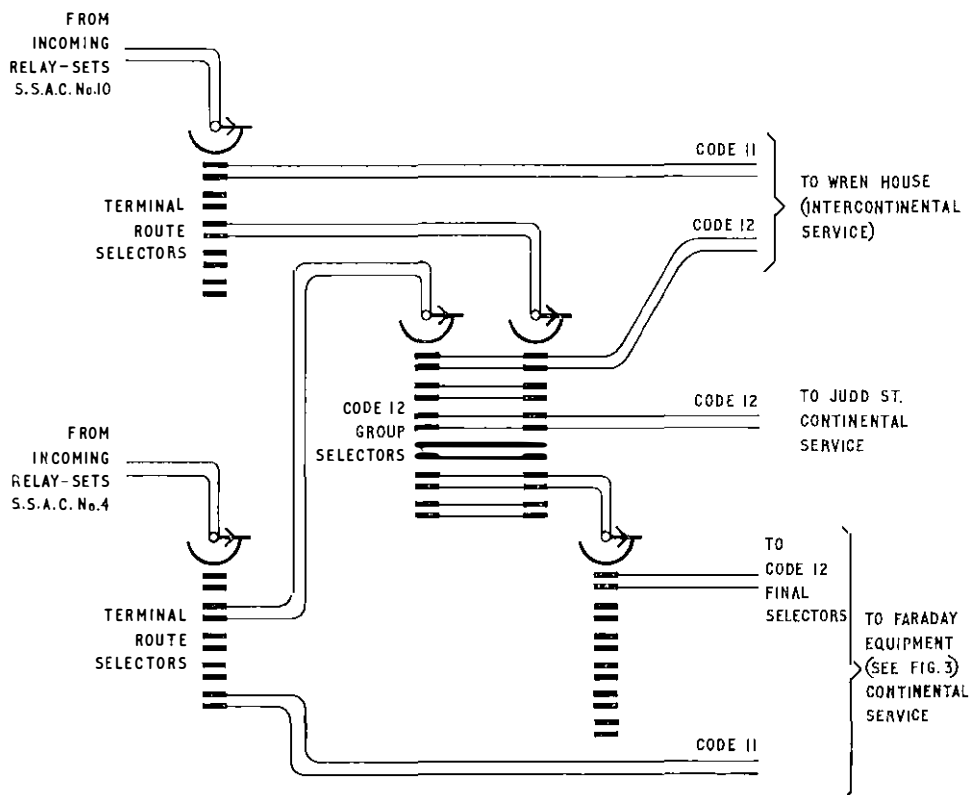 FROM
INCOMING
RELAY-SETS
S.S.A.C. No.10
TERMINAL
ROUTE
SELECTORS
CODE 11
CODE 12
TO WREN HOUSE
(INTERCONTINENTAL
SERVICE)
CODE 12
GROUP
SELECTORS
CODE 12
TO JUDD ST.
CONTINENTAL
SERVICE
FROM
INCOMING
RELAY-SETS
S.S.A.C. No.4
TERMINAL
ROUTE
SELECTORS
TO
CODE 12
FINAL
SELECTORS
CODE 11
TO FARADAY
EQUIPMENT
(SEE FIG. 3)
CONTINENTAL
SERVICE